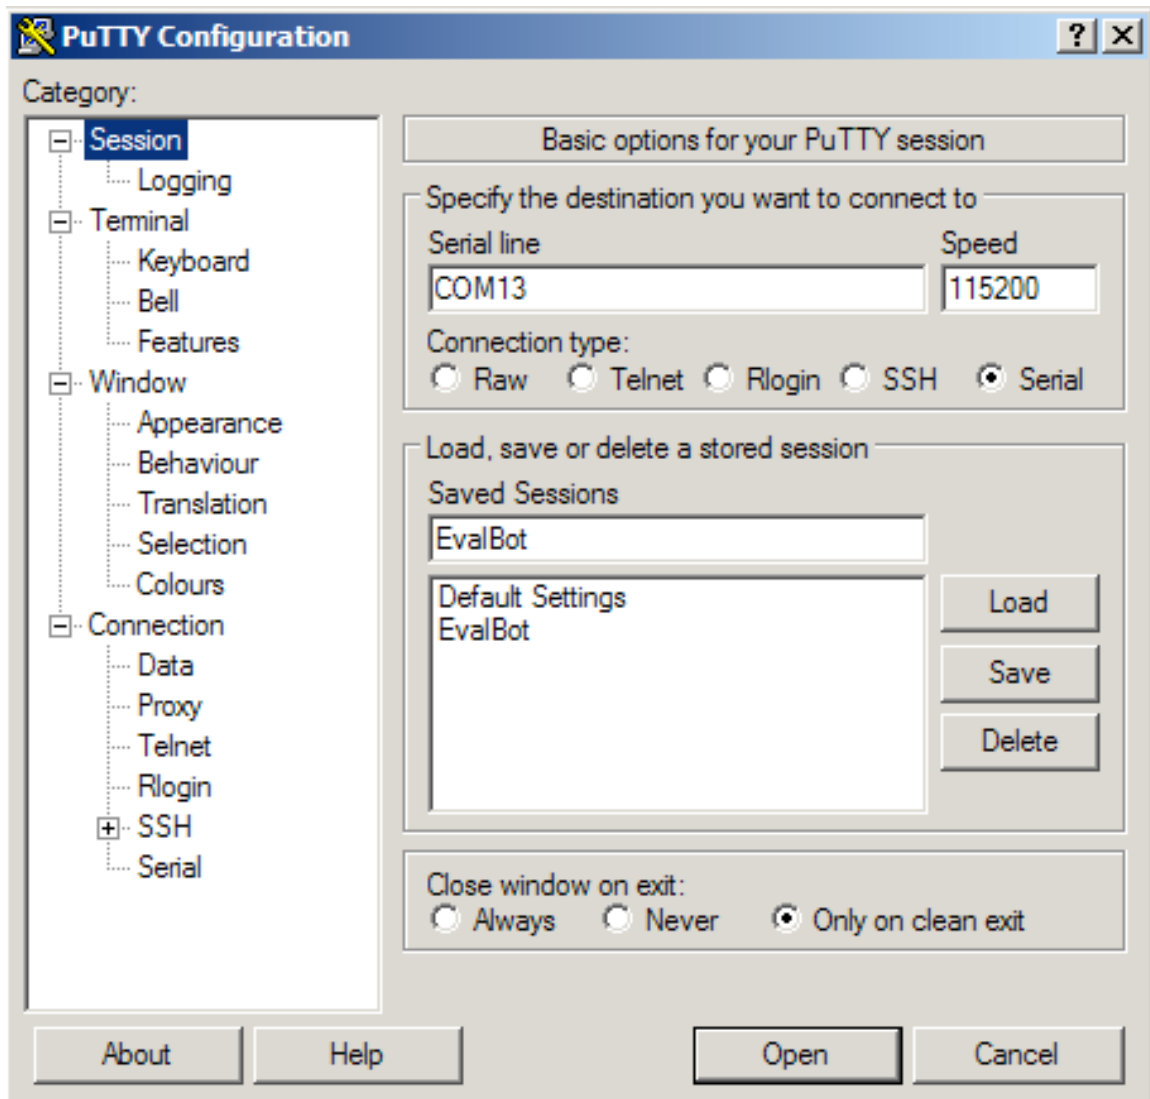 PuTTY Configuration
Category:
Session
Logging
Terminal
Keyboard
Bell
Features
Window
Appearance
Behaviour
Translation
Selection
Colours
Connection
Data
Proxy
Telnet
Rlogin
SSH
Serial
Basic options for your PuTTY session
Specify the destination you want to connect to
Serial line Speed
COM13 115200
Connection type:
Raw Telnet Rlogin SSH Serial
Load, save or delete a stored session
Saved Sessions
EvalBot
Default Settings
EvalBot
Load
Save
Delete
Close window on exit:
Always Never Only on clean exit
About Help Open Cancel